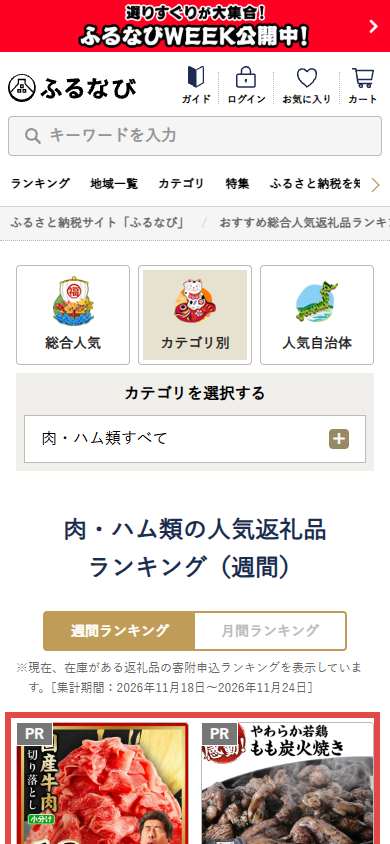 選りすぐりが大集合!
ふるなびWEEK公開中!
ふるなび
ガイド
ログイン
お気に入り
カート
キーワードを入力
ランキング
地域一覧
カテゴリ
特集
ふるさと納税を知
ふるさと納税サイト「ふるなび」
/
おすすめ総合人気返礼品ランキ
福
総合人気
カテゴリ別
人気自治体
カテゴリを選択する
肉・ハム類すべて
肉・ハム類の人気返礼品
ランキング（週間）
週間ランキング
月間ランキング
※現在、在庫がある返礼品の寄附申込ランキングを表示しています。［集計期間：2026年11月18日～2026年11月24日］
PR
国産牛肉
切り落とし
小分け
PR
感動!
やわらか若鶏
もも炭火焼き